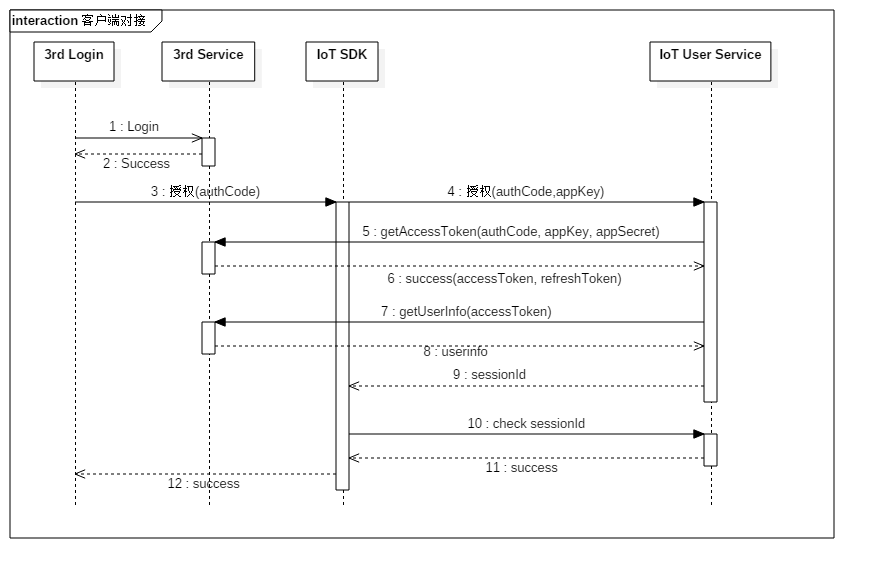 interaction 客户端对接
3rd Login
3rd Service
IoT SDK
IoT User Service
1 : Login
2 : Success
3 : 授权(authCode)
4 : 授权(authCode,appKey)
5 : getAccessToken(authCode, appKey, appSecret)
6 : success(accessToken, refreshToken)
7 : getUserInfo(accessToken)
8 : userinfo
9 : sessionId
10 : check sessionId
11 : success
12 : success